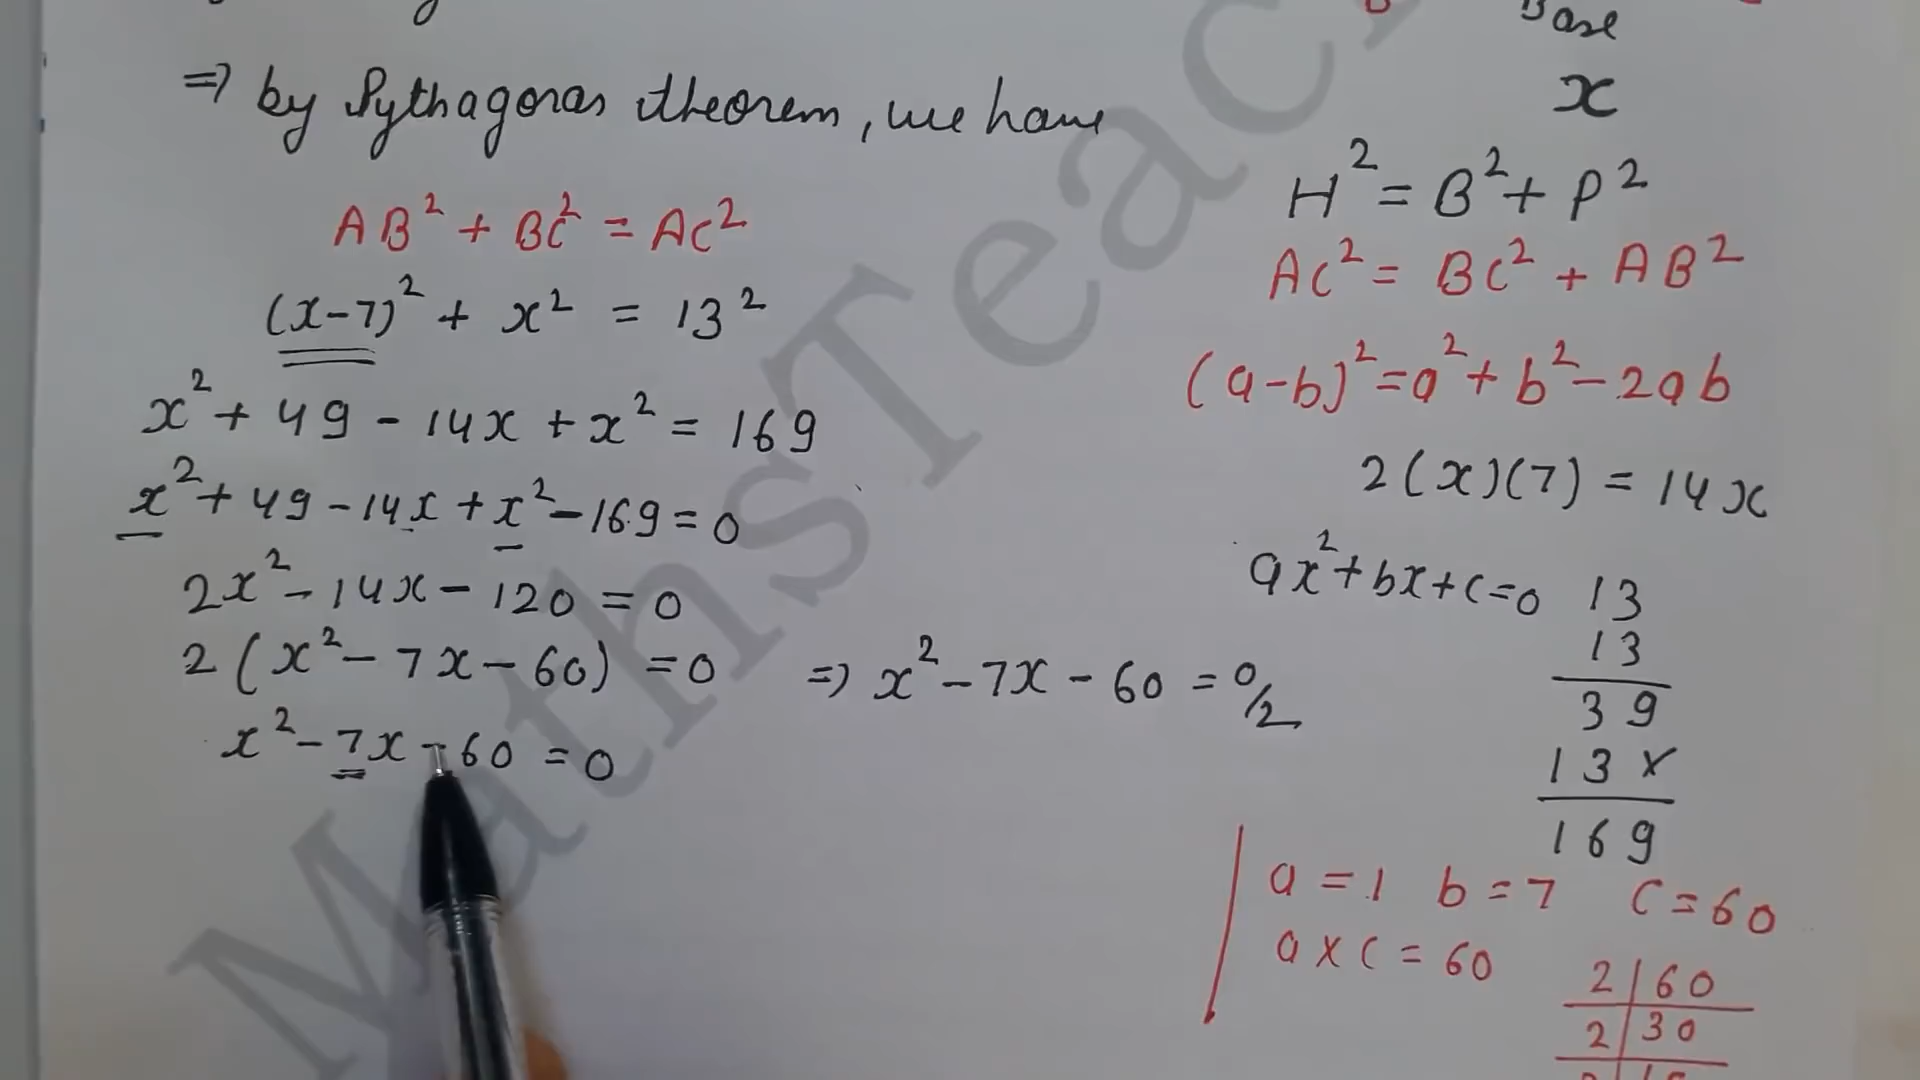 Base
x
⇒ by Pythagoras theorem, we have
AB² + BC² = AC²
(x-7)² + x² = 13²
x² + 49 - 14x + x² = 169
x² + 49 - 14x + x² - 169 = 0
2x² - 14x - 120 = 0
2(x² - 7x - 60) = 0 ⇒ x² - 7x - 60 = 0/2
x² - 7x - 60 = 0
H² = B² + P²
AC² = BC² + AB²
(a-b)² = a² + b² - 2ab
2(x)(7) = 14x
ax² + bx + c = 0
13
13
39
13×
169
a = 1 b = 7 c = 60
a × c = 60
2 | 60
2 | 30
MathsTeac